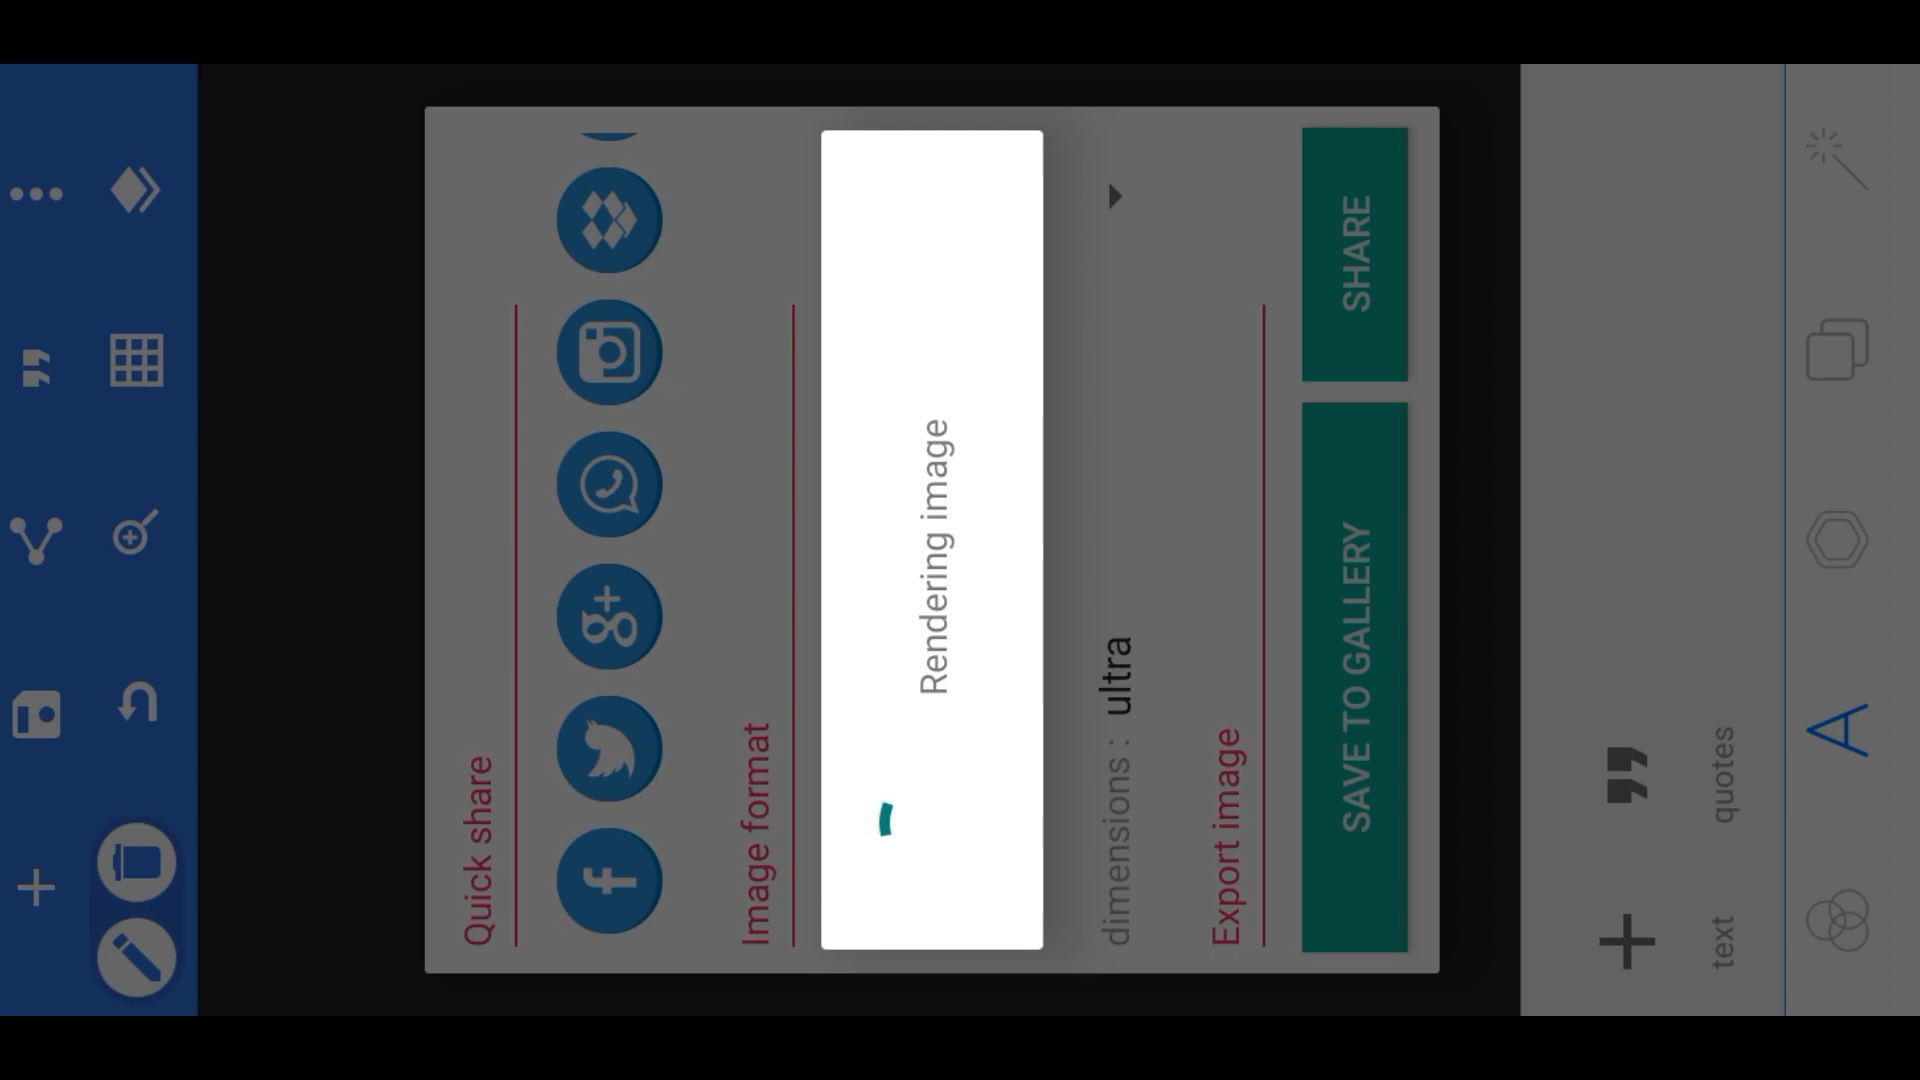 Quick share
Image format
Rendering image
dimensions : ultra
Export image
SAVE TO GALLERY
SHARE
text
quotes